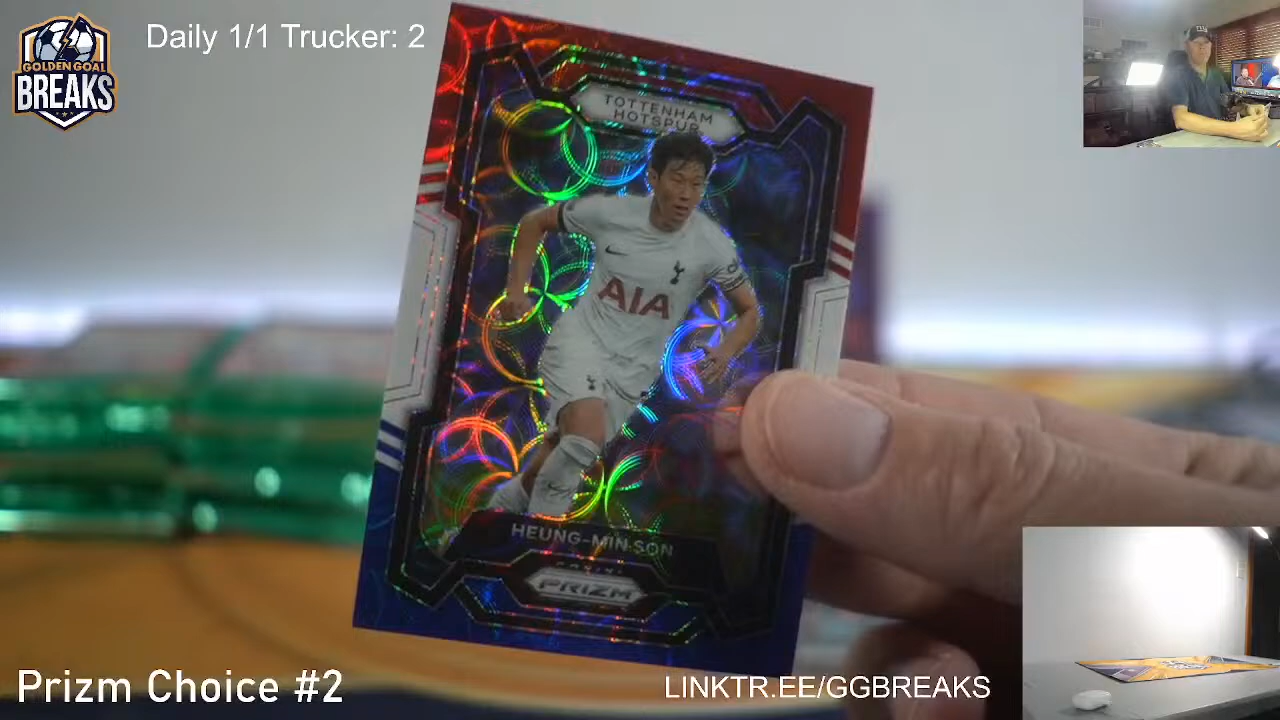 GOLDEN GOAL
BREAKS
Daily 1/1 Trucker: 2
TOTTENHAM
HOTSPUR
AIA
HEUNG-MIN SON
PANINI
PRIZM
Prizm Choice #2
LINKTR.EE/GGBREAKS